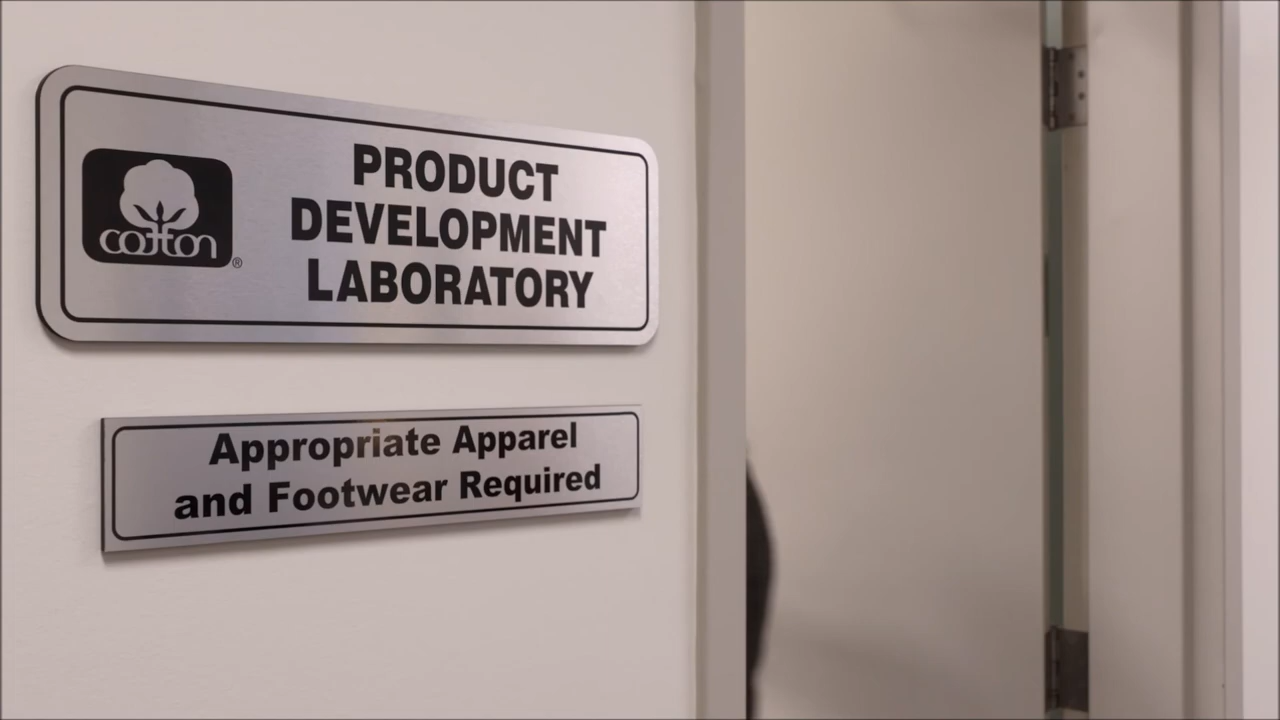 PRODUCT
DEVELOPMENT
LABORATORY
cotton
®
Appropriate Apparel
and Footwear Required